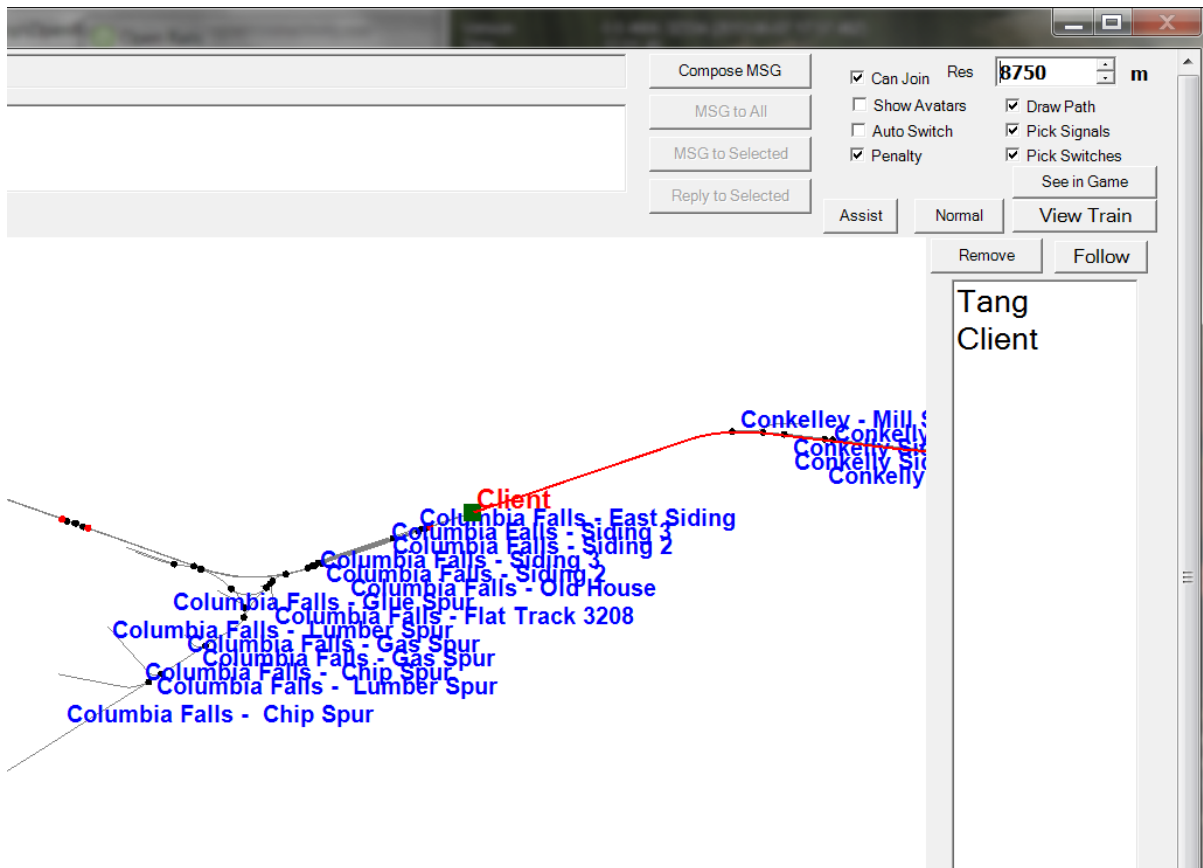 Compose MSG
MSG to All
MSG to Selected
Reply to Selected
Can Join
Res
8750
m
Show Avatars
Draw Path
Auto Switch
Pick Signals
Penalty
Pick Switches
See in Game
Assist
Normal
View Train
Remove
Follow
Tang
Client
Conkelley - Mill
Conkelly
Conkelly
Conkelly
Conkelly
Client
Columbia Falls - East Siding
Columbia Falls - Siding 3
Columbia Falls - Siding 2
Columbia Falls - Siding 3
Columbia Falls - Siding 2
Columbia Falls - Old House
Columbia Falls - Glue Spur
Columbia Falls - Flat Track 3208
Columbia Falls - Lumber Spur
Columbia Falls - Gas Spur
Columbia Falls - Gas Spur
Columbia Falls - Chip Spur
Columbia Falls - Lumber Spur
Columbia Falls - Chip Spur